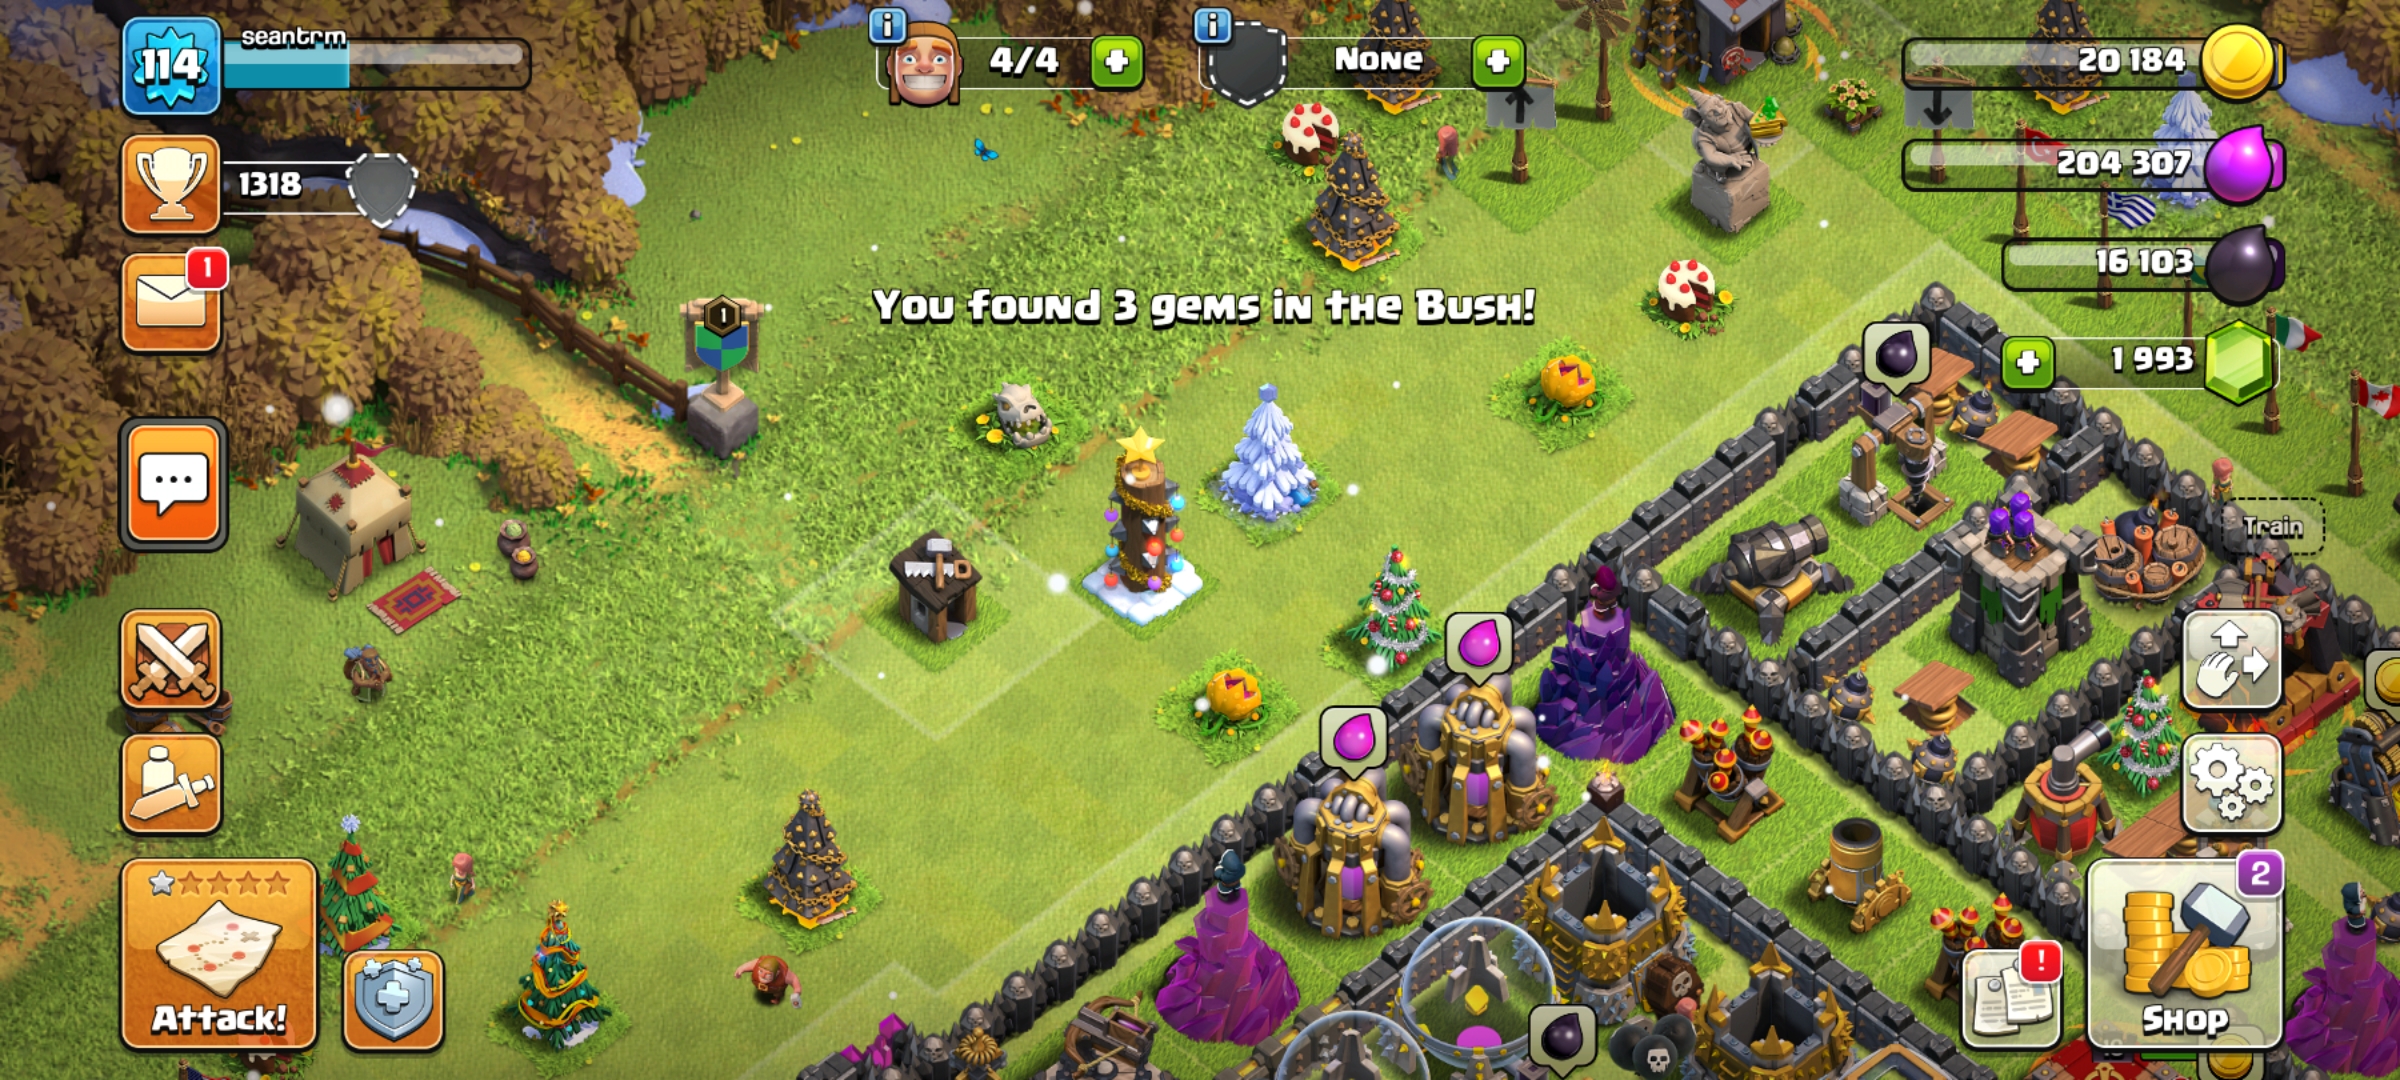 114
seantrm
4/4
None
20 184
1318
204 307
1
16 103
1
You found 3 gems in the Bush!
1 993
Train
2
!
Attack!
Shop